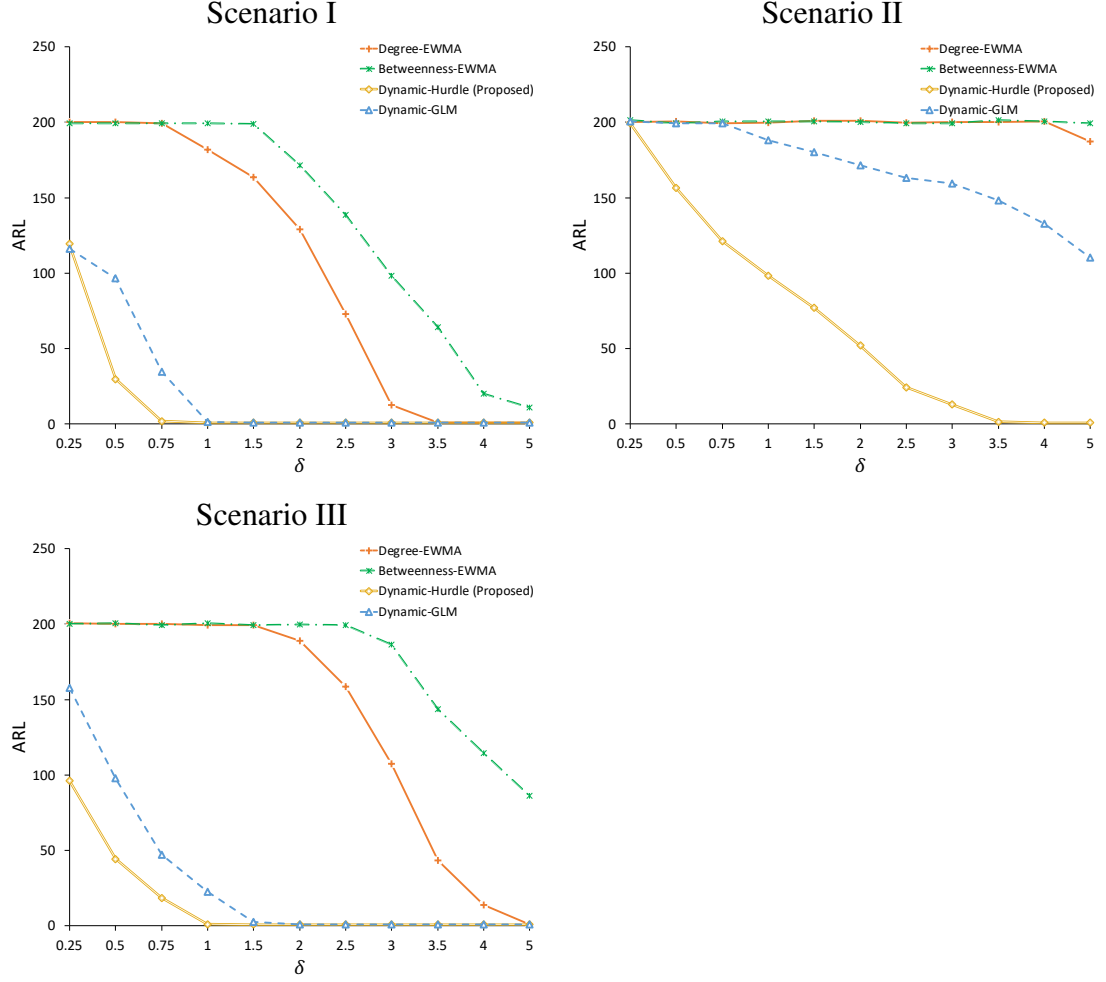 Scenario I
250
200
150
100
50
0
ARL
Degree-EWMA
Betweenness-EWMA
Dynamic-Hurdle (Proposed)
Dynamic-GLM
0.25 0.5 0.75 1 1.5 2 2.5 3 3.5 4 5
δ
Scenario II
250
200
150
100
50
0
ARL
Degree-EWMA
Betweenness-EWMA
Dynamic-Hurdle (Proposed)
Dynamic-GLM
0.25 0.5 0.75 1 1.5 2 2.5 3 3.5 4 5
δ
Scenario III
250
200
150
100
50
0
ARL
Degree-EWMA
Betweenness-EWMA
Dynamic-Hurdle (Proposed)
Dynamic-GLM
0.25 0.5 0.75 1 1.5 2 2.5 3 3.5 4 5
δ